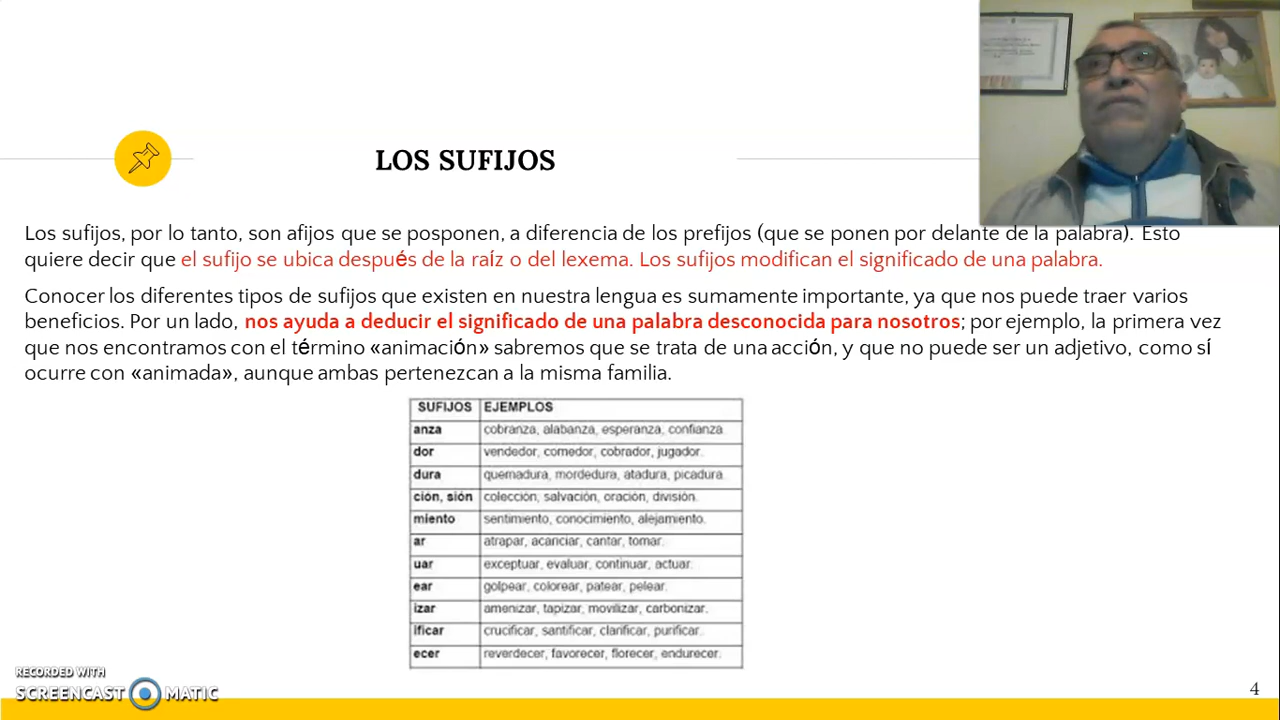 LOS SUFIJOS
Los sufijos, por lo tanto, son afijos que se posponen, a diferencia de los prefijos (que se ponen por delante de la palabra). Esto
quiere decir que el sufijo se ubica después de la raíz o del lexema. Los sufijos modifican el significado de una palabra.
Conocer los diferentes tipos de sufijos que existen en nuestra lengua es sumamente importante, ya que nos puede traer varios
beneficios. Por un lado, nos ayuda a deducir el significado de una palabra desconocida para nosotros; por ejemplo, la primera vez
que nos encontramos con el término «animación» sabremos que se trata de una acción, y que no puede ser un adjetivo, como sí
ocurre con «animada», aunque ambas pertenezcan a la misma familia.
SUFIJOS EJEMPLOS
anza cobranza, alabanza, esperanza, confianza
dor vendedor, comedor, cobrador, jugador.
dura quemadura, mordedura, atadura, picadura
ción, sión colección, salvación, oración, división.
miento sentimiento, conocimiento, alejamiento.
ar atrapar, acariciar, cantar, tomar.
uar exceptuar, evaluar, continuar, actuar.
ear golpear, colorear, patear, pelear.
izar amenizar, tapizar, movilizar, carbonizar.
ificar crucificar, santificar, clarificar, purificar.
ecer reverdecer, favorecer, florecer, endurecer.
RECORDED WITH
SCREENCAST MATIC
4